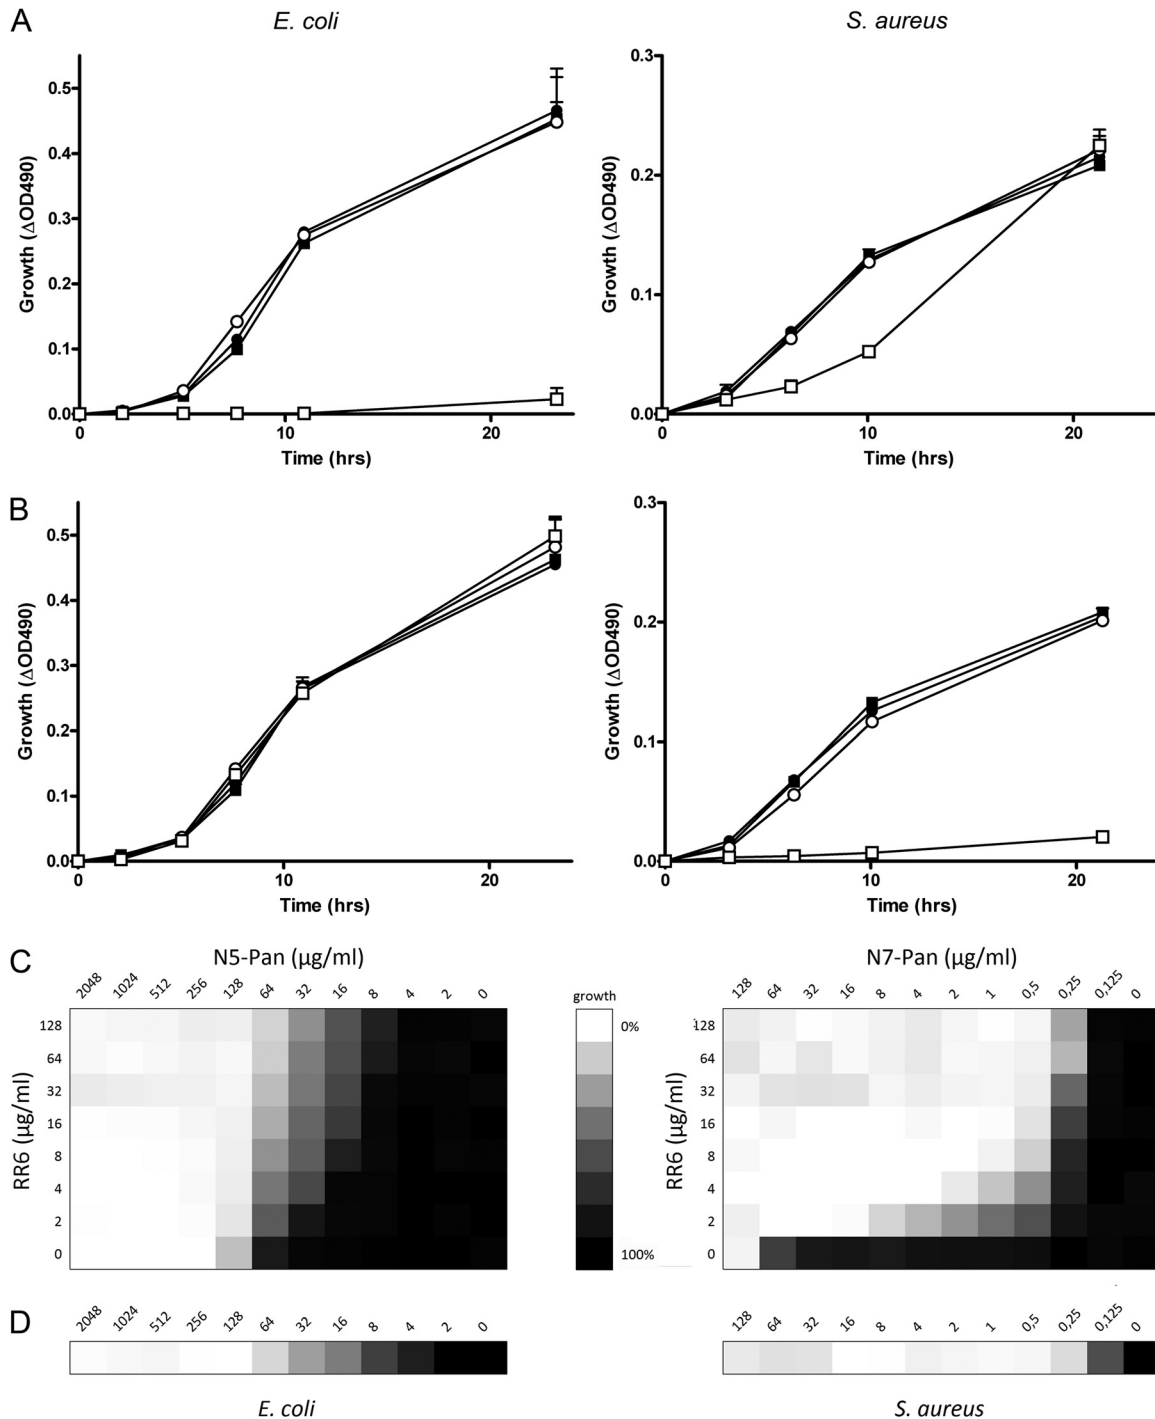 A
E. coli
S. aureus
Growth (ΔOD490)
0.5
0.4
0.3
0.2
0.1
0.0
0
10
20
Time (hrs)
Growth (ΔOD490)
0.3
0.2
0.1
0.0
0
10
20
Time (hrs)
B
Growth (ΔOD490)
0.5
0.4
0.3
0.2
0.1
0.0
0
10
20
Time (hrs)
Growth (ΔOD490)
0.3
0.2
0.1
0.0
0
10
20
Time (hrs)
C
N5-Pan (µg/ml)
2048 1024 512 256 128 64 32 16 8 4 2 0
RR6 (µg/ml)
128
64
32
16
8
4
2
0
growth
0%
100%
N7-Pan (µg/ml)
128 64 32 16 8 4 2 1 0,5 0,25 0,125 0
RR6 (µg/ml)
128
64
32
16
8
4
2
0
D
2048 1024 512 256 128 64 32 16 8 4 2 0
128 64 32 16 8 4 2 1 0,5 0,25 0,125 0
E. coli
S. aureus